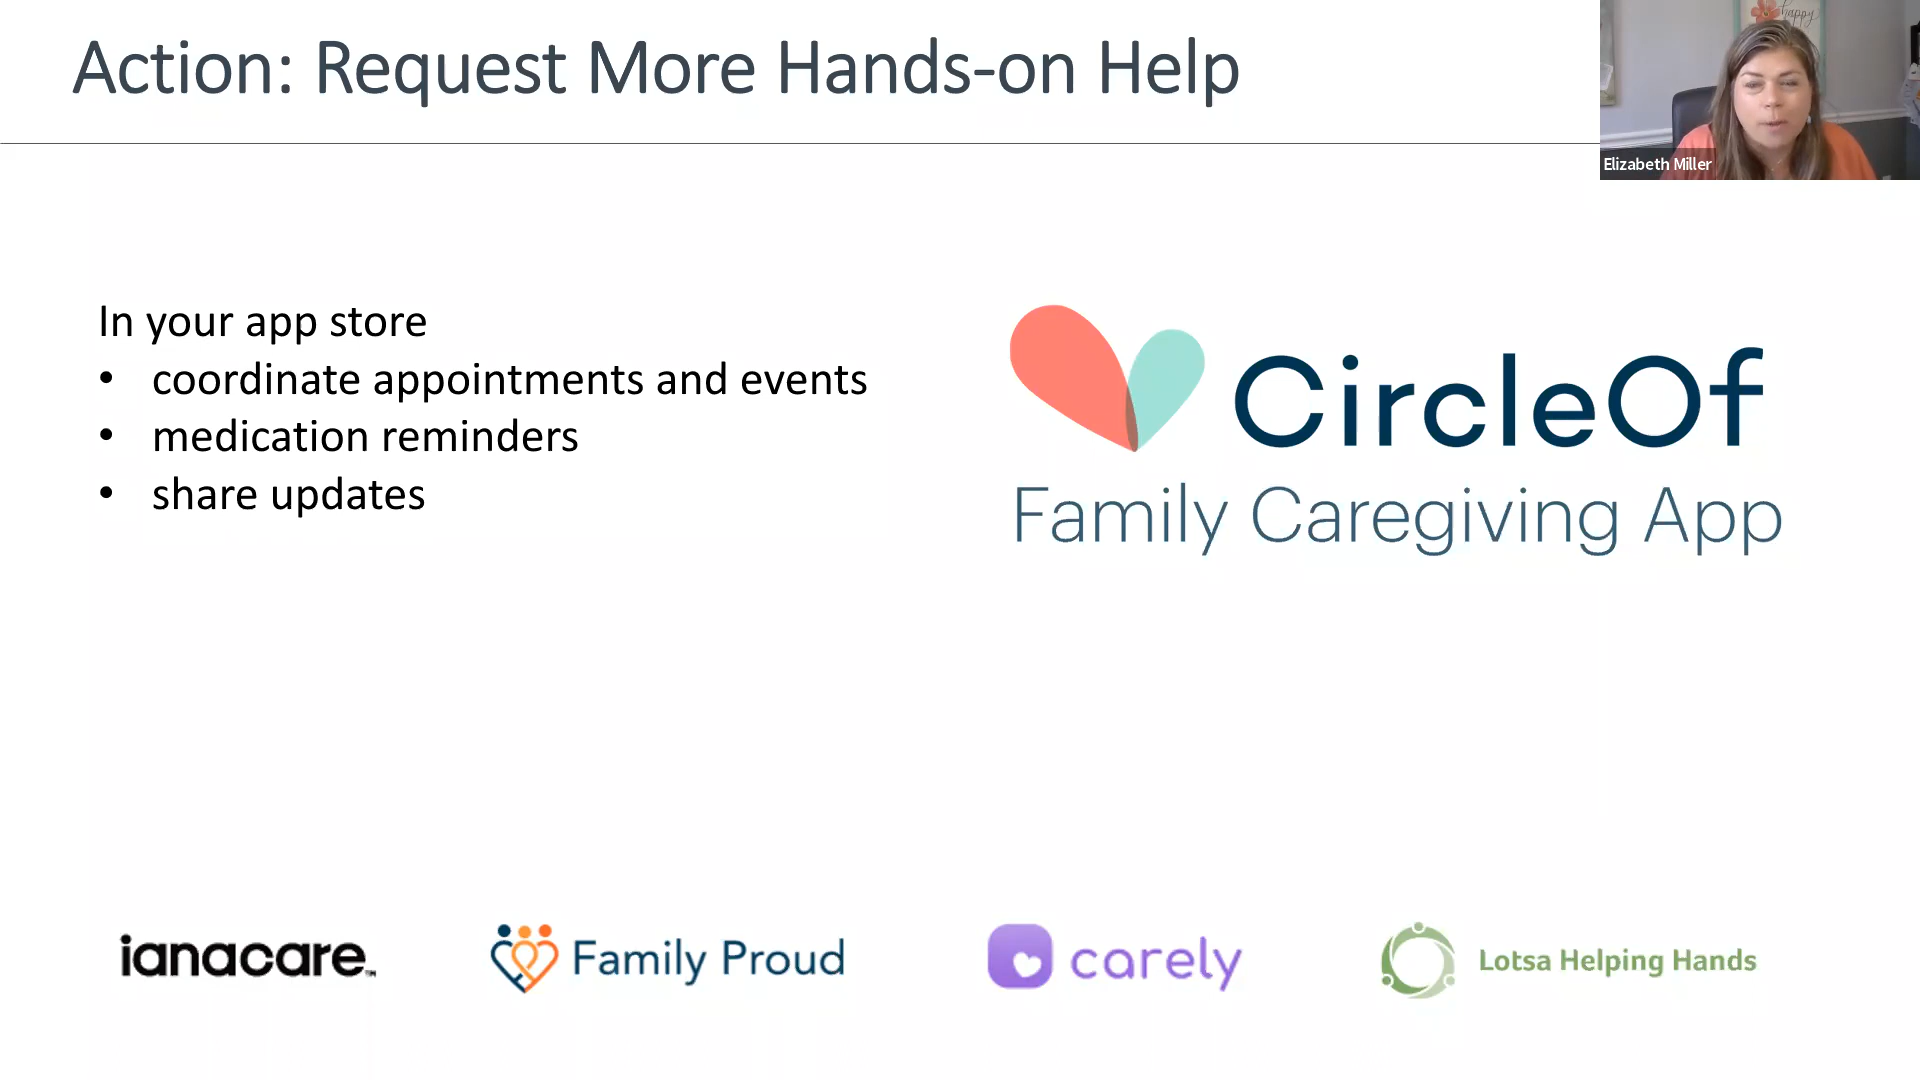 Action: Request More Hands-on Help
happy
Elizabeth Miller
In your app store
• coordinate appointments and events
• medication reminders
• share updates
CircleOf
Family Caregiving App
ianacare
Family Proud
carely
Lotsa Helping Hands